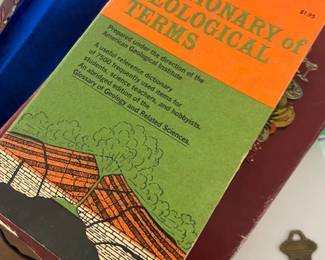 $1.95
DICTIONARY of
GEOLOGICAL
TERMS
Prepared under the direction of the
American Geological Institute
A useful reference dictionary
of 7500 frequently used items for
students, science teachers, and hobbyists.
An abridged edition of the
Glossary of Geology and Related Sciences.